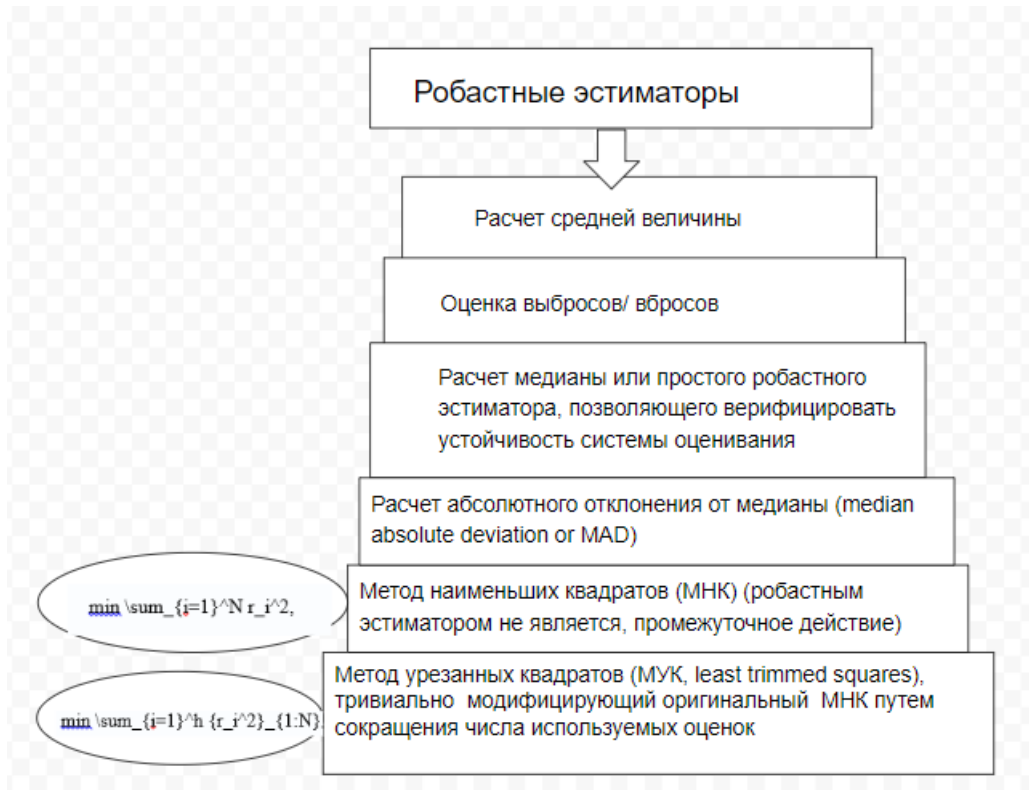 Робастные эстиматоры
Расчет средней величины
Оценка выбросов/ вбросов
Расчет медианы или простого робастного
эстиматора, позволяющего верифицировать
устойчивость системы оценивания
Расчет абсолютного отклонения от медианы (median
absolute deviation or MAD)
min \sum_{i=1}^N r_i^2,
Метод наименьших квадратов (МНК) (робастным
эстиматором не является, промежуточное действие)
min \sum_{i=1}^h {r_i^2}_{1:N}
Метод урезанных квадратов (МУК, least trimmed squares),
тривиально модифицирующий оригинальный МНК путем
сокращения числа используемых оценок